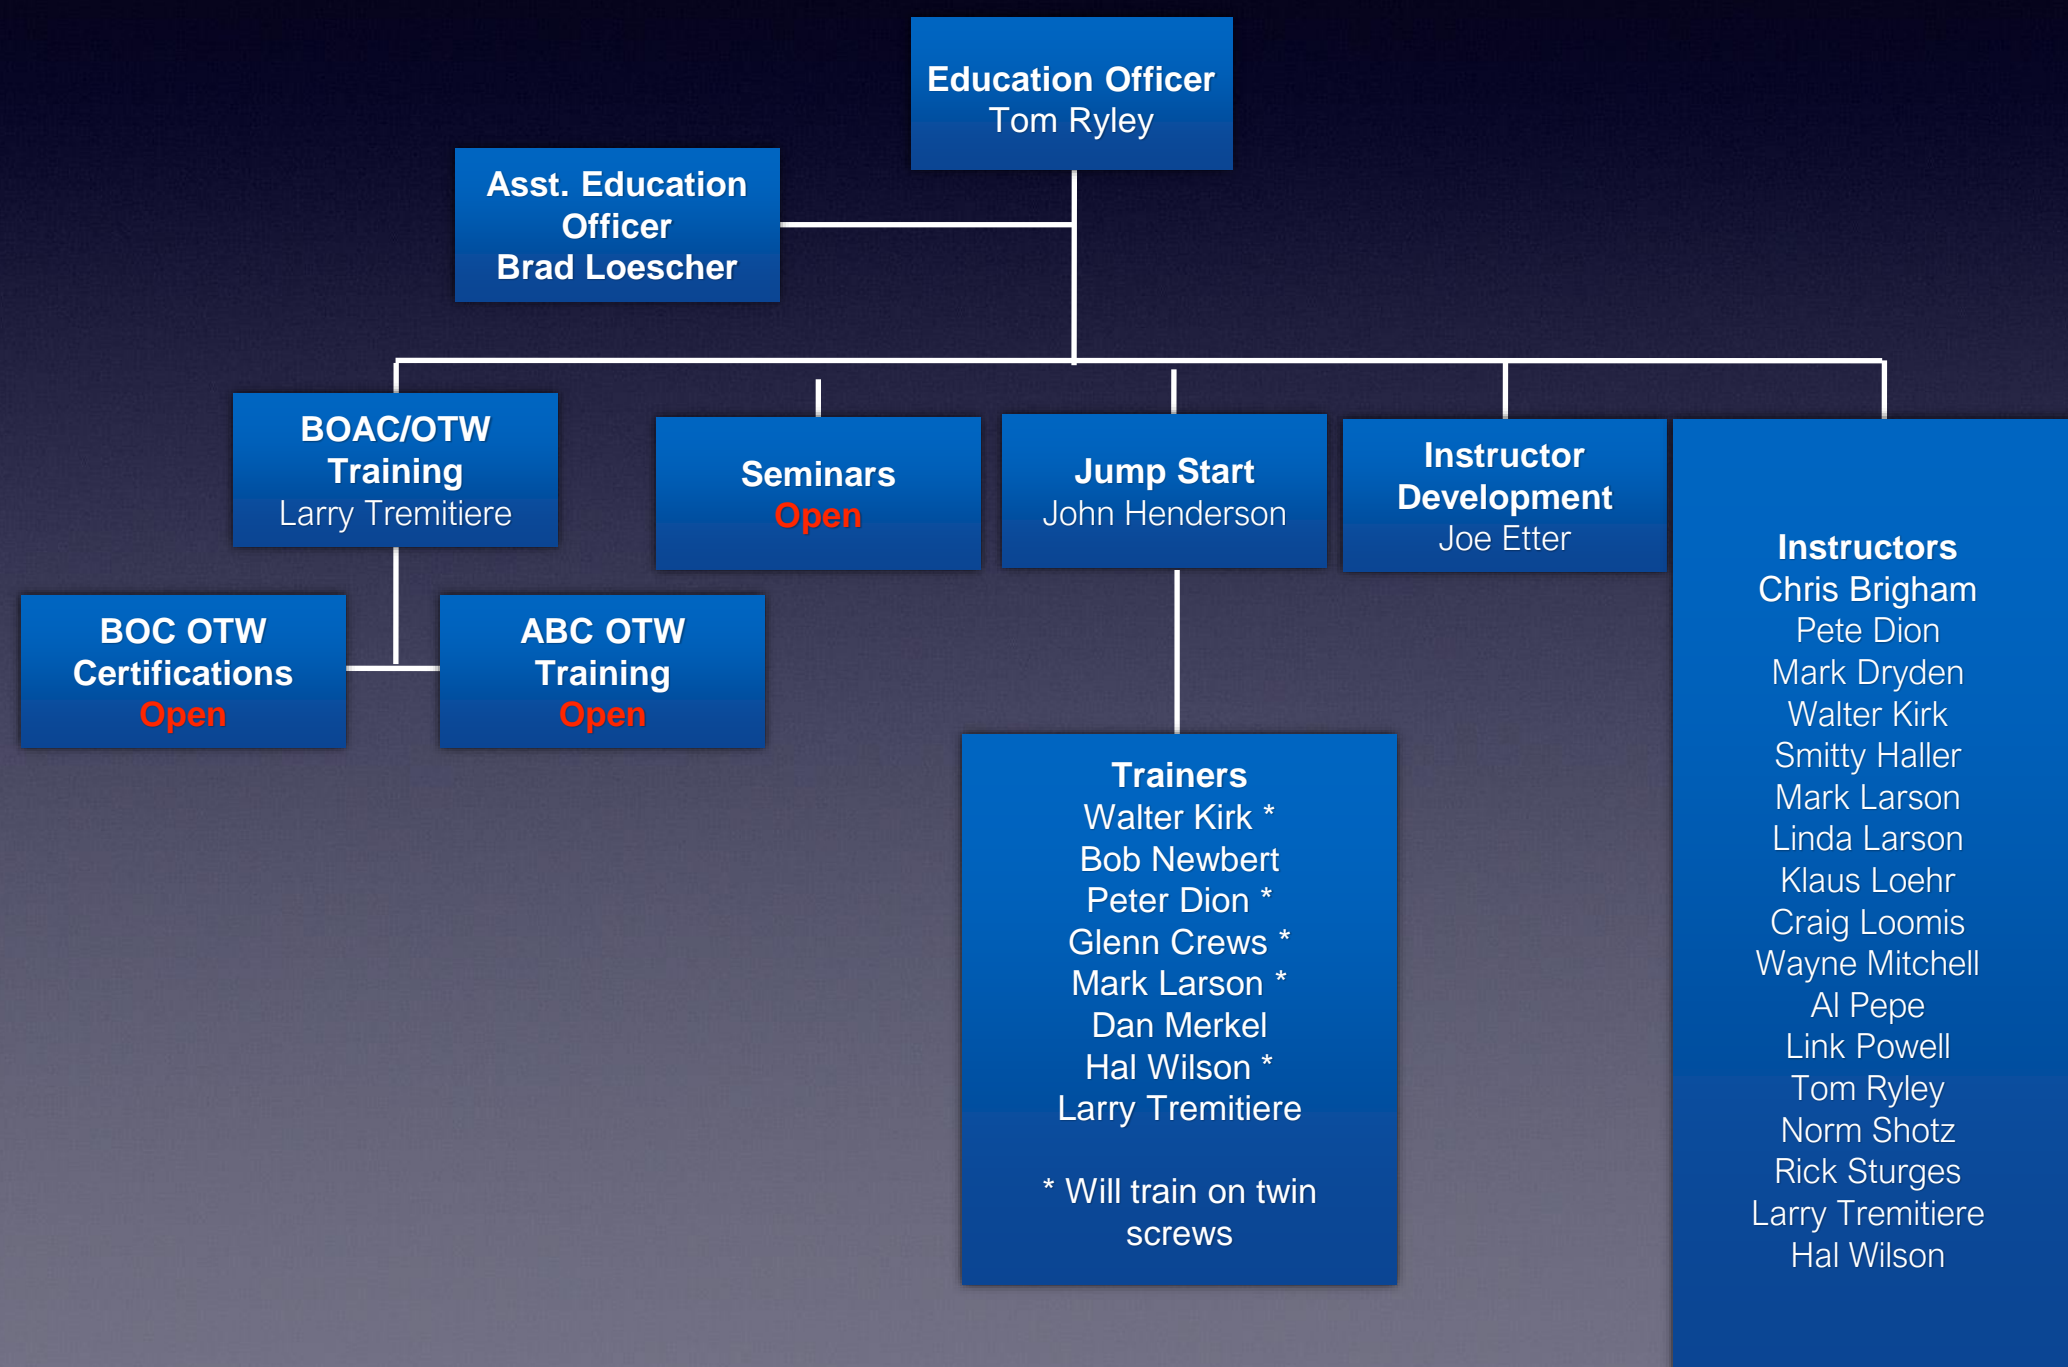 Education Officer
Tom Ryley
Asst. Education
Officer
Brad Loescher
BOAC/OTW
Training
Larry Tremitiere
Seminars
Open
Jump Start
John Henderson
Instructor
Development
Joe Etter
BOC OTW
Certifications
Open
ABC OTW
Training
Open
Trainers
Walter Kirk *
Bob Newbert
Peter Dion *
Glenn Crews *
Mark Larson *
Dan Merkel
Hal Wilson *
Larry Tremitiere
* Will train on twin
screws
Instructors
Chris Brigham
Pete Dion
Mark Dryden
Walter Kirk
Smitty Haller
Mark Larson
Linda Larson
Klaus Loehr
Craig Loomis
Wayne Mitchell
Al Pepe
Link Powell
Tom Ryley
Norm Shotz
Rick Sturges
Larry Tremitiere
Hal Wilson